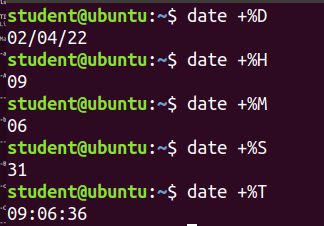 student@ubuntu:~$ date +%D
02/04/22
student@ubuntu:~$ date +%H
09
student@ubuntu:~$ date +%M
06
student@ubuntu:~$ date +%S
31
student@ubuntu:~$ date +%T
09:06:36